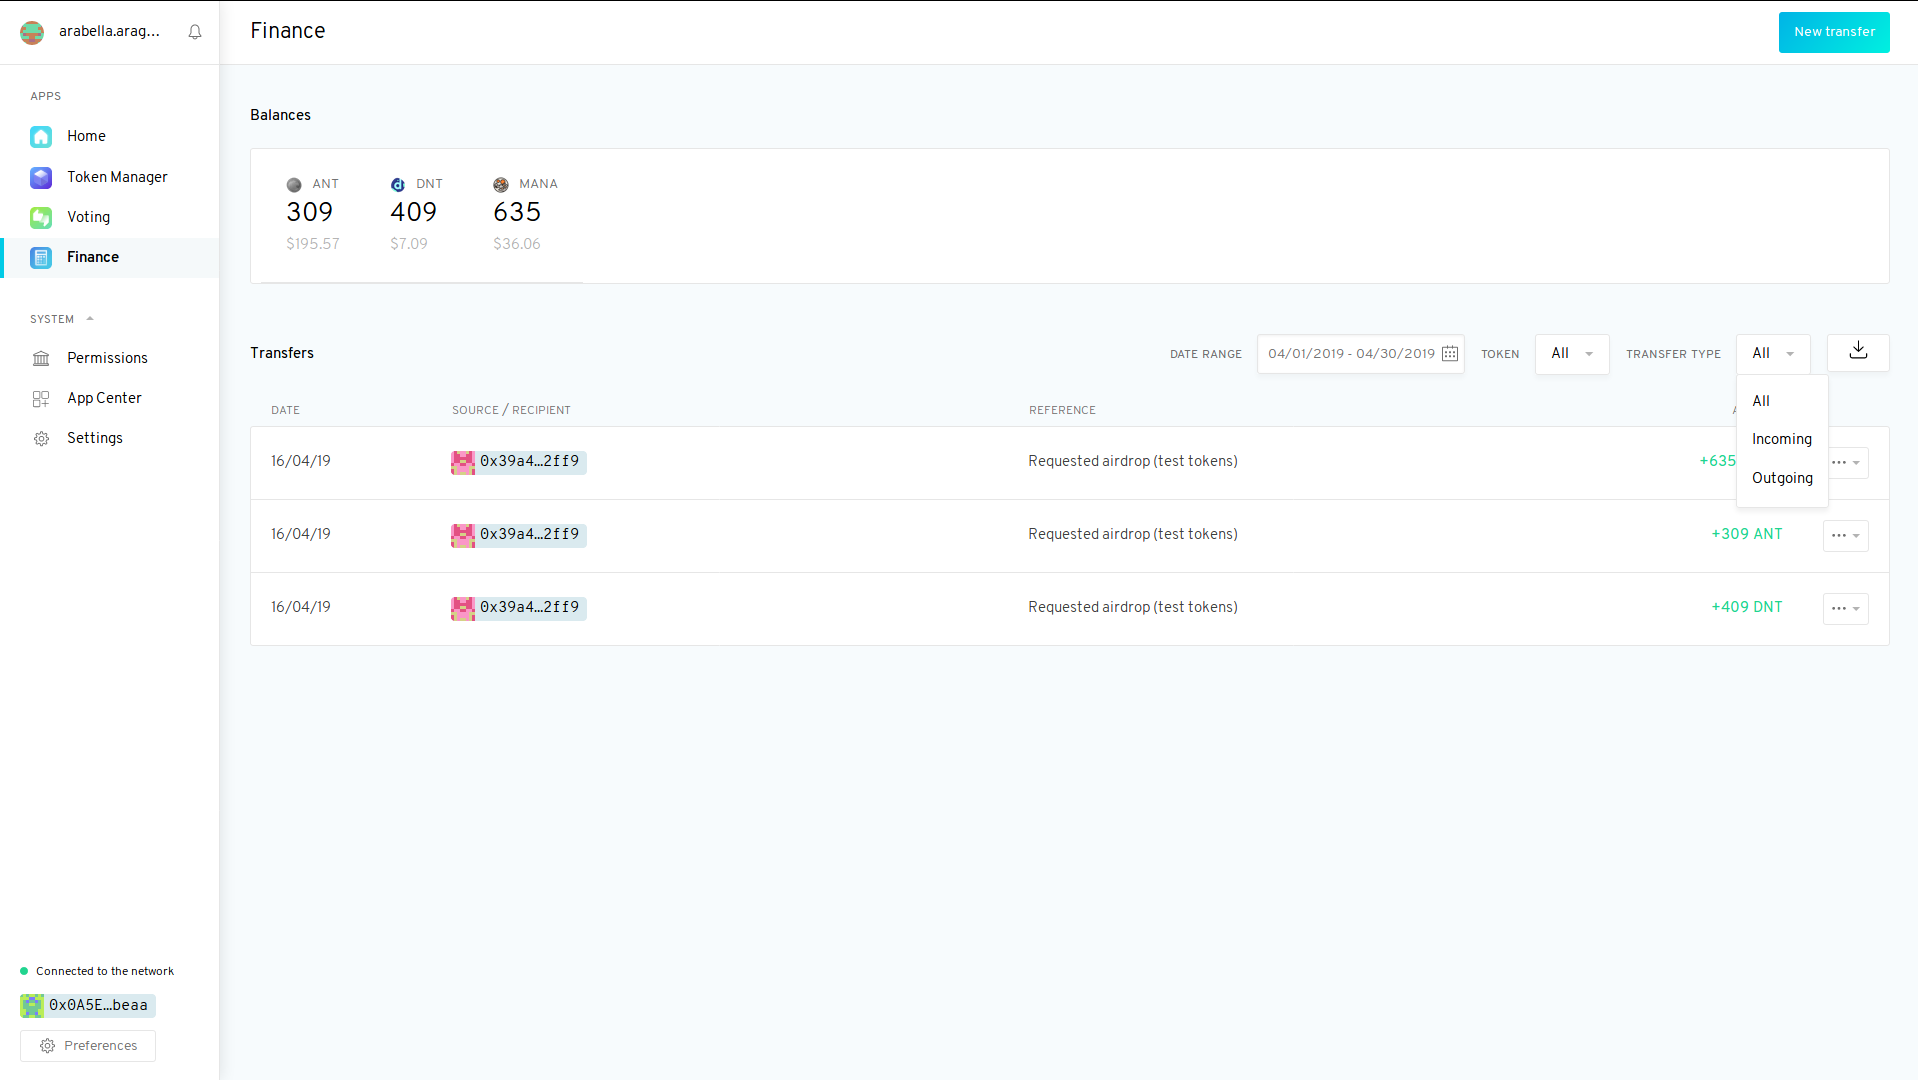 arabella.arag...
Finance
New transfer
APPS
Home
Token Manager
Voting
Finance
SYSTEM
Permissions
App Center
Settings
Connected to the network
0x0A5E…beaa
Preferences
Balances
ANT
309
$195.57
DNT
409
$7.09
MANA
635
$36.06
Transfers
DATE RANGE 04/01/2019 - 04/30/2019 TOKEN All TRANSFER TYPE All
All
Incoming
Outgoing
DATE SOURCE / RECIPIENT REFERENCE
16/04/19 0x39a4…2ff9 Requested airdrop (test tokens) +635
16/04/19 0x39a4…2ff9 Requested airdrop (test tokens) +309 ANT
16/04/19 0x39a4…2ff9 Requested airdrop (test tokens) +409 DNT